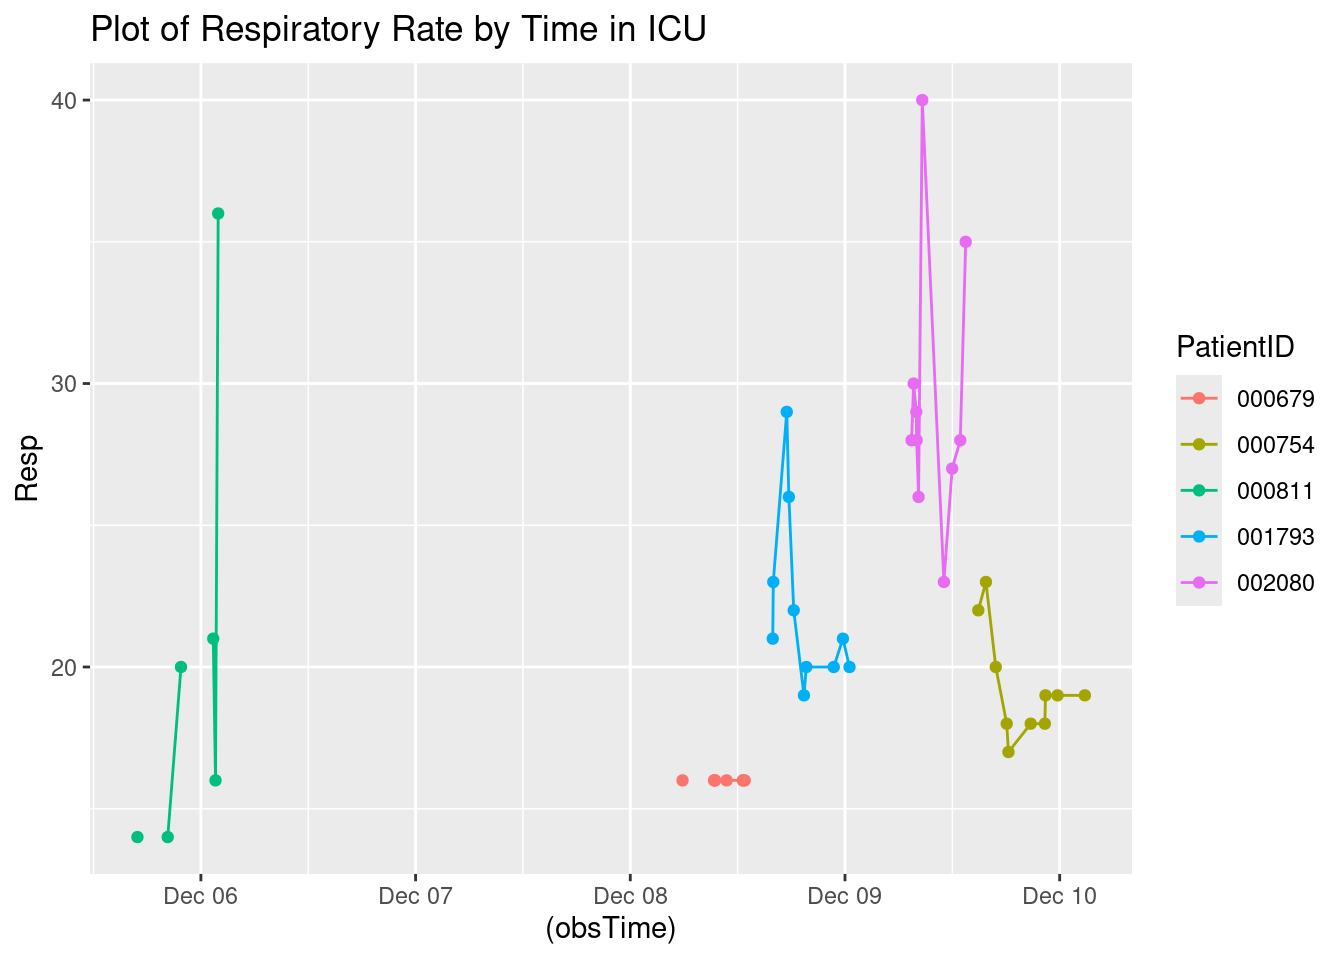 Plot of Respiratory Rate by Time in ICU
40
30
20
Resp
Dec 06 Dec 07 Dec 08 Dec 09 Dec 10
(obsTime)
PatientID
000679
000754
000811
001793
002080